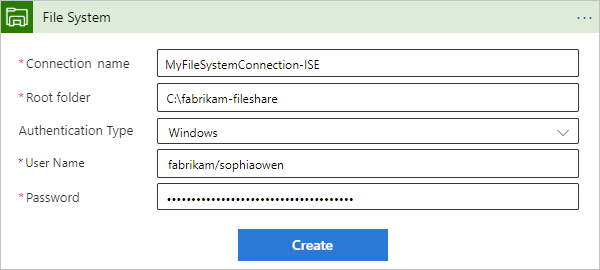 File System
* Connection name MyFileSystemConnection-ISE
* Root folder C:\fabrikam-fileshare
Authentication Type Windows
* User Name fabrikam/sophiaowen
* Password ••••••••••••••••••••••••••••••••••••••
Create